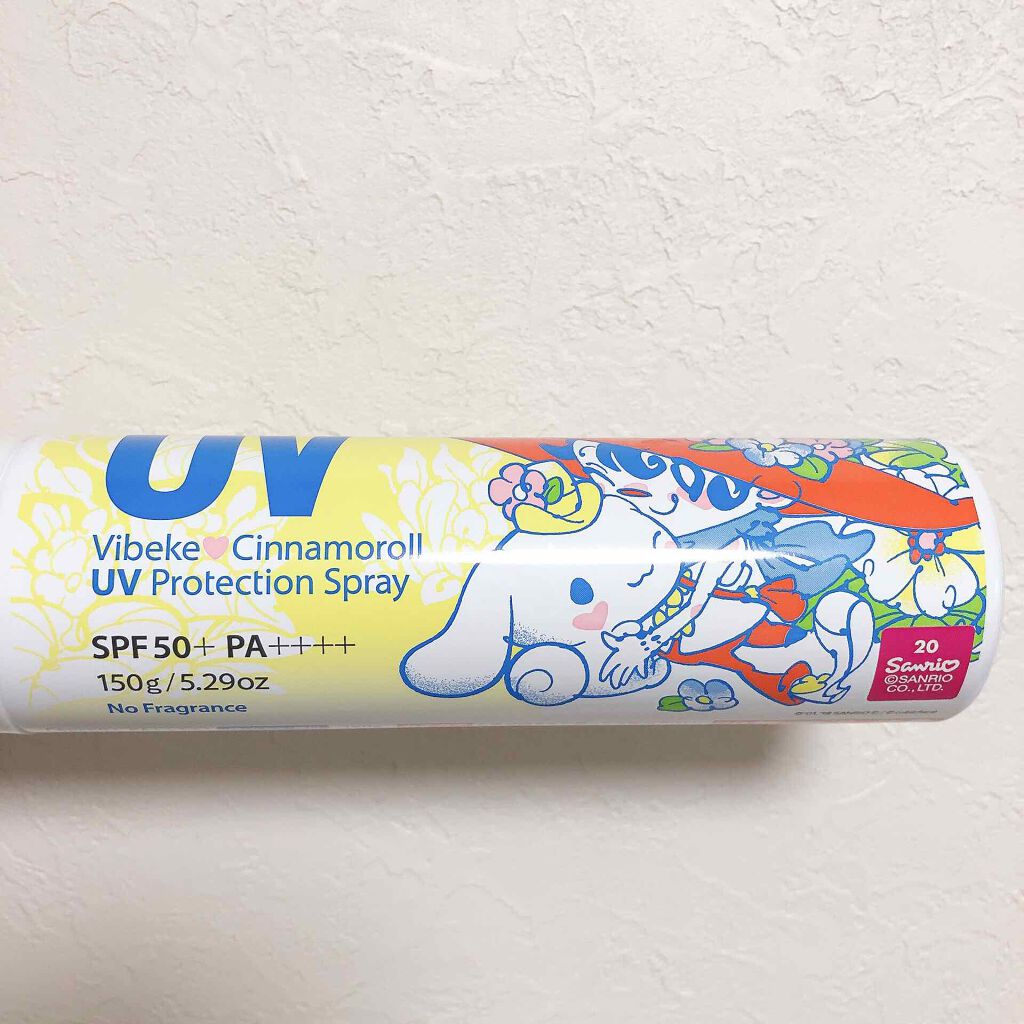 UV
Vibeke♥Cinnamoroll
UV Protection Spray
SPF50+ PA++++
150g/5.29oz
No Fragrance
20
Sanrio
©SANRIO
CO., LTD.